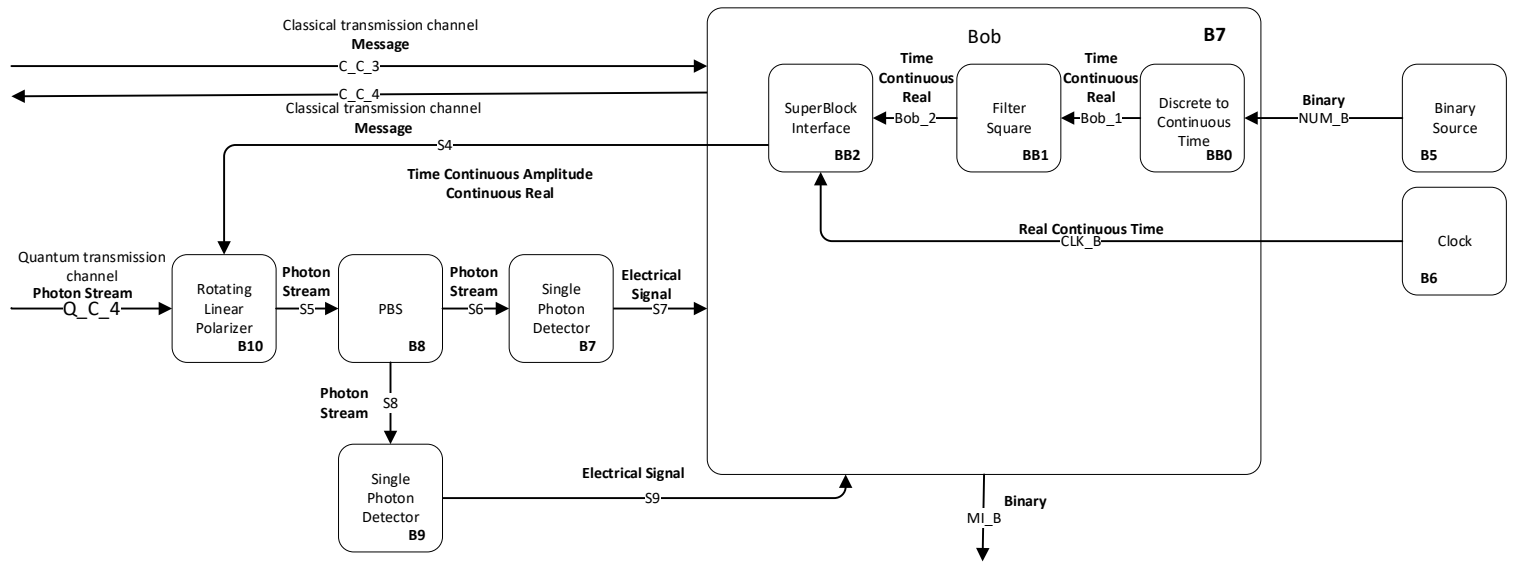 Classical transmission channel
Message
C_C_3
C_C_4
Classical transmission channel
Message
S4
Time Continuous Amplitude
Continuous Real
Bob
B7
SuperBlock
Interface
BB2
Time
Continuous
Real
Bob_2
Filter
Square
BB1
Time
Continuous
Real
Bob_1
Discrete to
Continuous
Time
BB0
Binary
NUM_B
Binary
Source
B5
Real Continuous Time
CLK_B
Clock
B6
Quantum transmission
channel
Photon Stream
Q_C_4
Rotating
Linear
Polarizer
B10
Photon
Stream
S5
PBS
B8
Photon
Stream
S6
Single
Photon
Detector
B7
Electrical
Signal
S7
Photon
Stream
S8
Single
Photon
Detector
B9
Electrical Signal
S9
Binary
MI_B